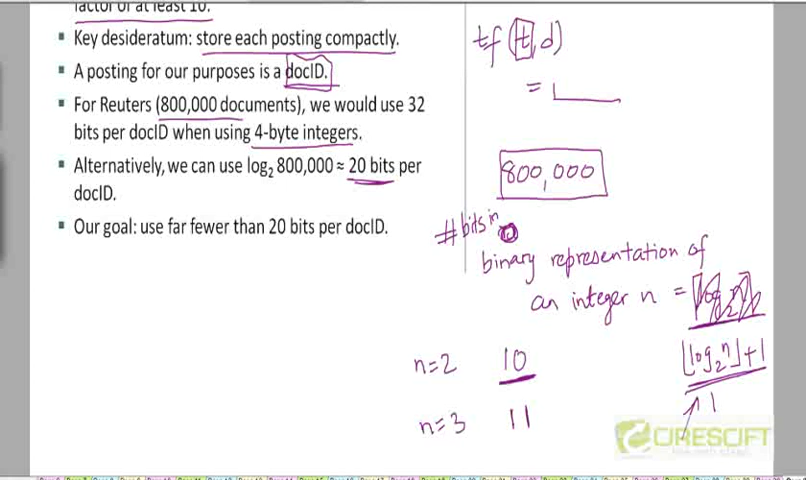 factor of at least 10.
▪ Key desideratum: store each posting compactly.
▪ A posting for our purposes is a docID.
▪ For Reuters (800,000 documents), we would use 32
bits per docID when using 4-byte integers.
▪ Alternatively, we can use log₂ 800,000 ≈ 20 bits per
docID.
▪ Our goal: use far fewer than 20 bits per docID.
tf(t,d)
=
800,000
#bits in
binary representation of
an integer n =
⌊log₂n⌋+1
n=2 10
1
n=3 11